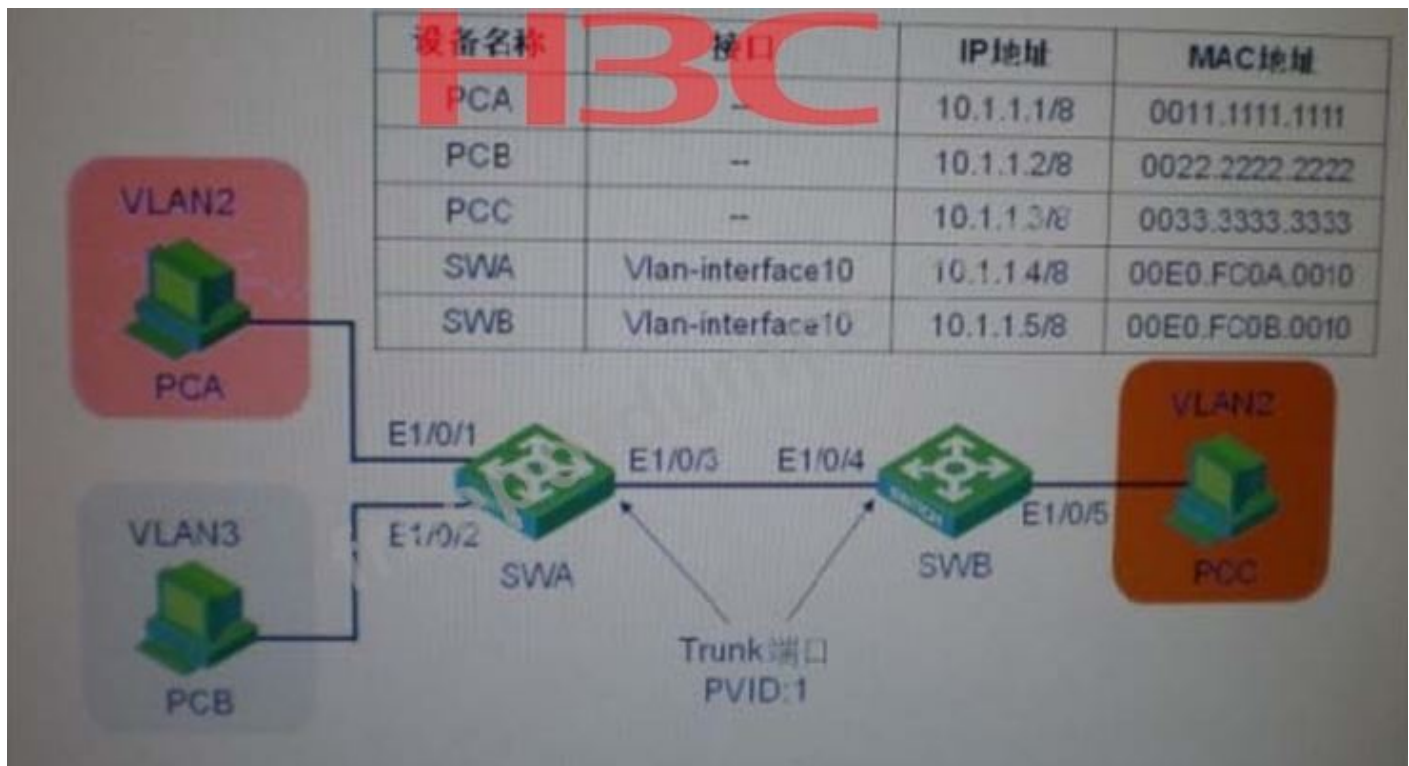 H3C
设备名称 接口 IP地址 MAC地址
PCA -- 10.1.1.1/8 0011.1111.1111
PCB -- 10.1.1.2/8 0022.2222.2222
PCC -- 10.1.1.3/8 0033.3333.3333
SWA Vlan-interface10 10.1.1.4/8 00E0.FC0A.0010
SWB Vlan-interface10 10.1.1.5/8 00E0.FC0B.0010
VLAN2
PCA
VLAN3
PCB
E1/0/1
E1/0/2
SWA
E1/0/3 E1/0/4
SWB
E1/0/5
VLAN2
PCC
Trunk端口
PVID:1